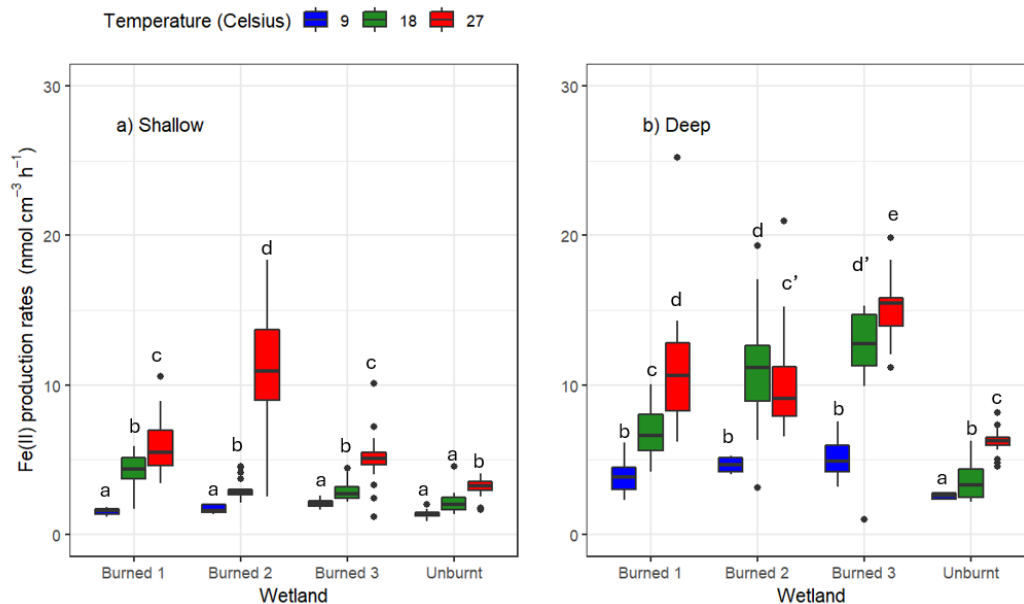 Temperature (Celsius) 9 18 27
Fe(II) production rates (nmol cm⁻³ h⁻¹)
30
20
10
0
a) Shallow
a b c
a b d
a b c
a a b
Burned 1 Burned 2 Burned 3 Unburnt
Wetland
30
20
10
0
b) Deep
b c d
b d c’
b d’ e
a b c
Burned 1 Burned 2 Burned 3 Unburnt
Wetland